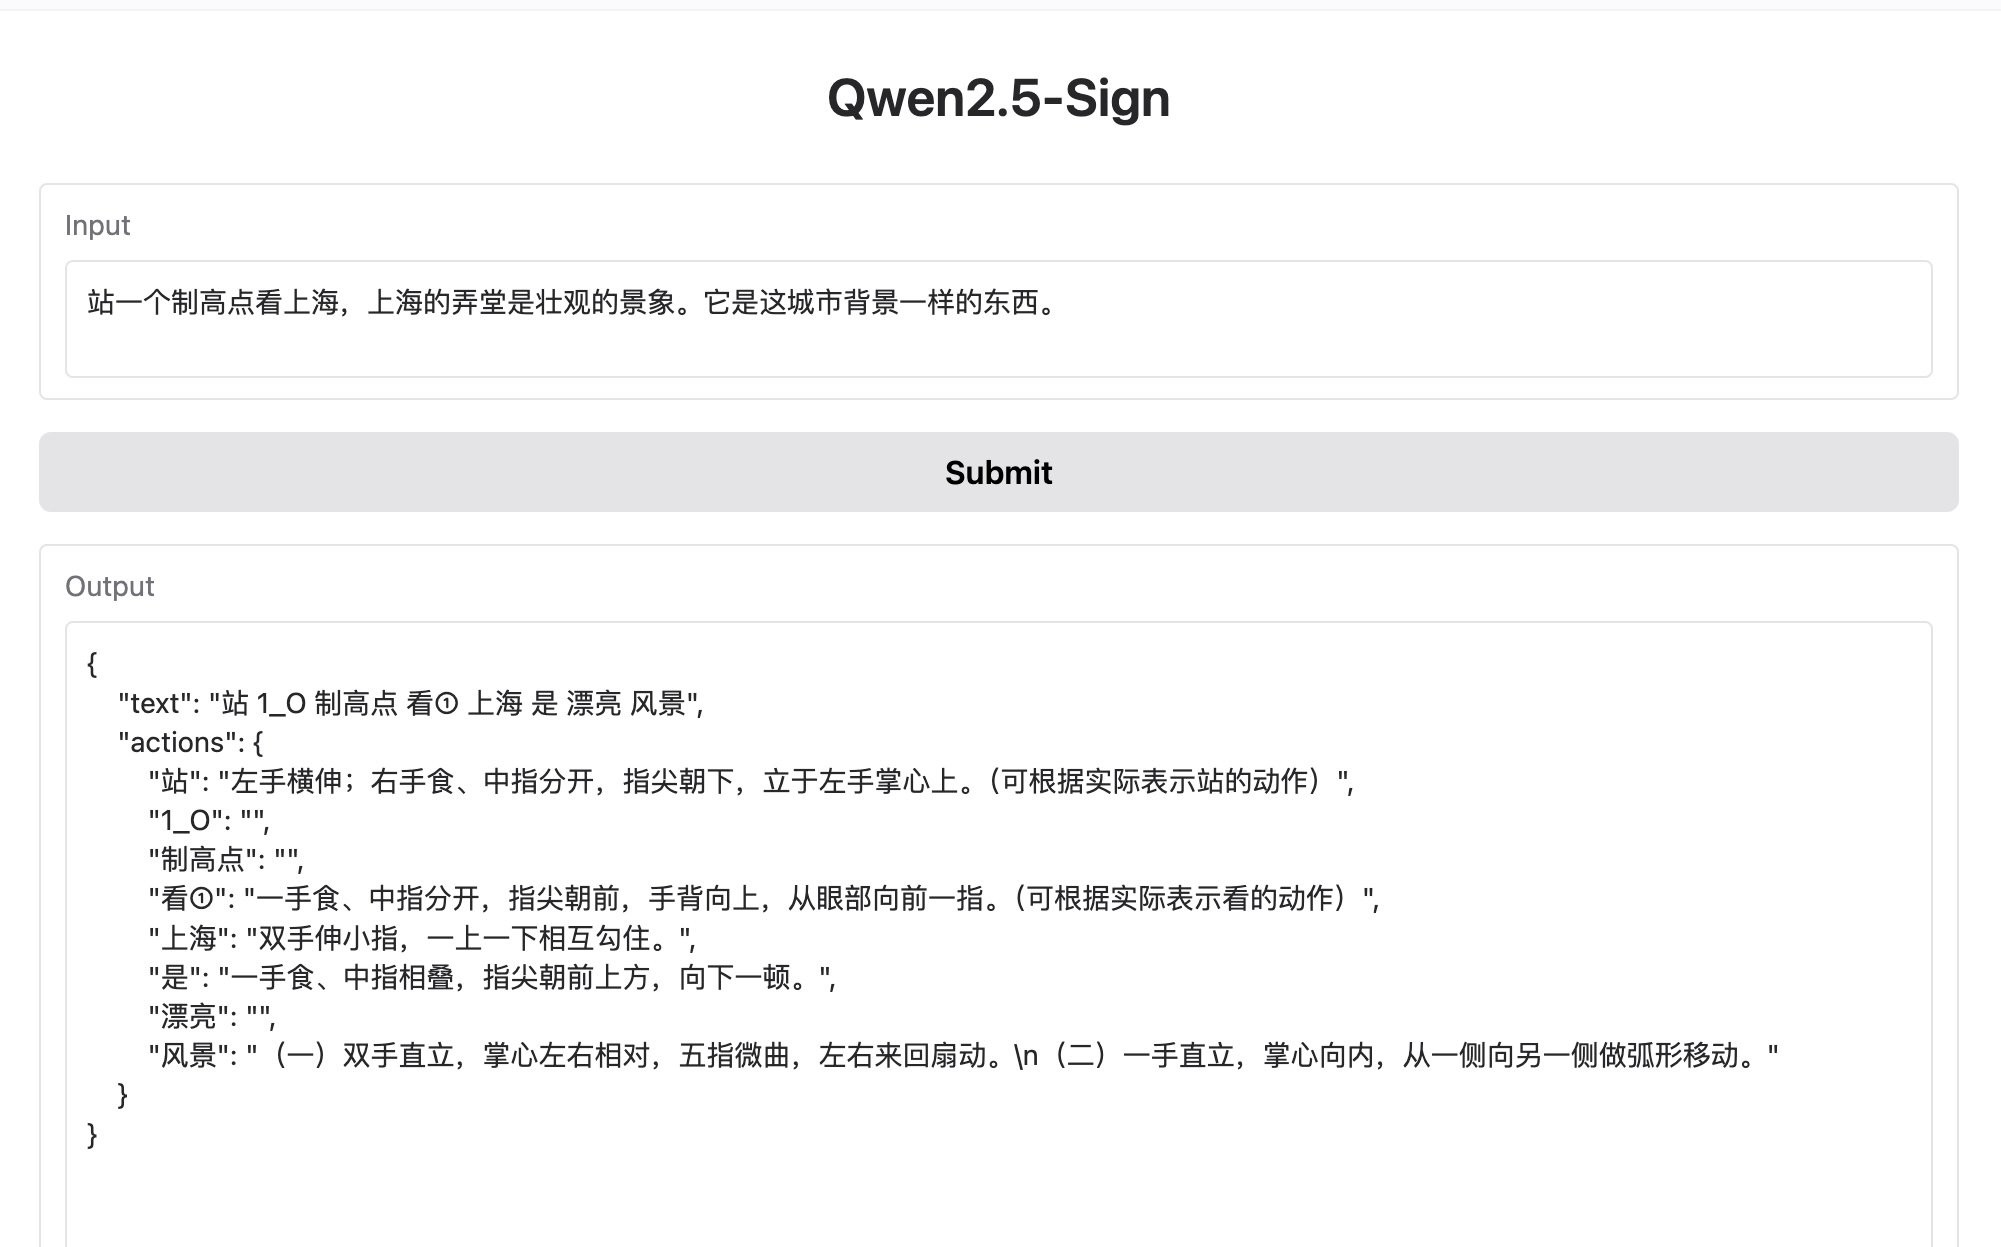 Qwen2.5-Sign
Input
站一个制高点看上海，上海的弄堂是壮观的景象。它是这城市背景一样的东西。
Submit
Output
{
"text": "站 1_O 制高点 看① 上海 是 漂亮 风景",
"actions": {
"站": "左手横伸；右手食、中指分开，指尖朝下，立于左手掌心上。（可根据实际表示站的动作）",
"1_O": "",
"制高点": "",
"看①": "一手食、中指分开，指尖朝前，手背向上，从眼部向前一指。（可根据实际表示看的动作）",
"上海": "双手伸小指，一上一下相互勾住。",
"是": "一手食、中指相叠，指尖朝前上方，向下一顿。",
"漂亮": "",
"风景": "（一）双手直立，掌心左右相对，五指微曲，左右来回扇动。\n（二）一手直立，掌心向内，从一侧向另一侧做弧形移动。"
}
}